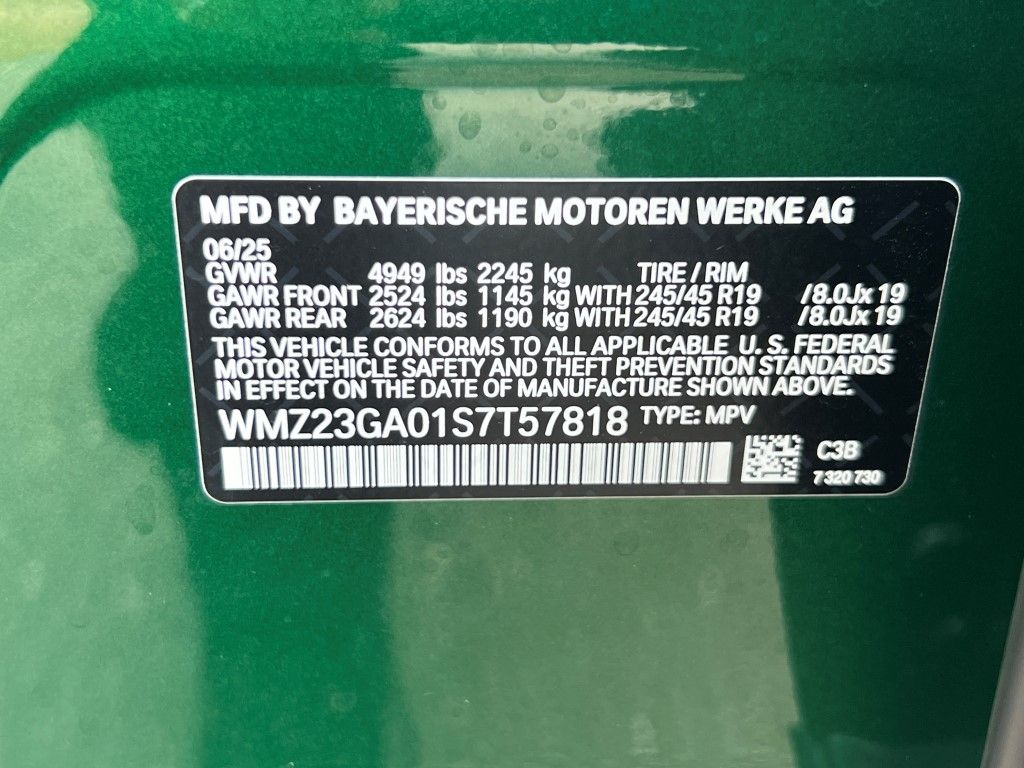 MFD BY BAYERISCHE MOTOREN WERKE AG
06/25
GVWR 4949 lbs 2245 kg TIRE / RIM
GAWR FRONT 2524 lbs 1145 kg WITH 245/45 R19 /8.0Jx 19
GAWR REAR 2624 lbs 1190 kg WITH 245/45 R19 /8.0Jx 19
THIS VEHICLE CONFORMS TO ALL APPLICABLE U. S. FEDERAL
MOTOR VEHICLE SAFETY AND THEFT PREVENTION STANDARDS
IN EFFECT ON THE DATE OF MANUFACTURE SHOWN ABOVE.
WMZ23GA01S7T57818 TYPE: MPV
C3B
7 320 730